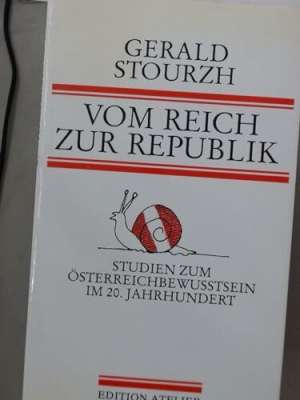 GERALD
STOURZH
VOM REICH
ZUR REPUBLIK
STUDIEN ZUM
ÖSTERREICHBEWUSSTSEIN
IM 20. JAHRHUNDERT
EDITION ATELIER